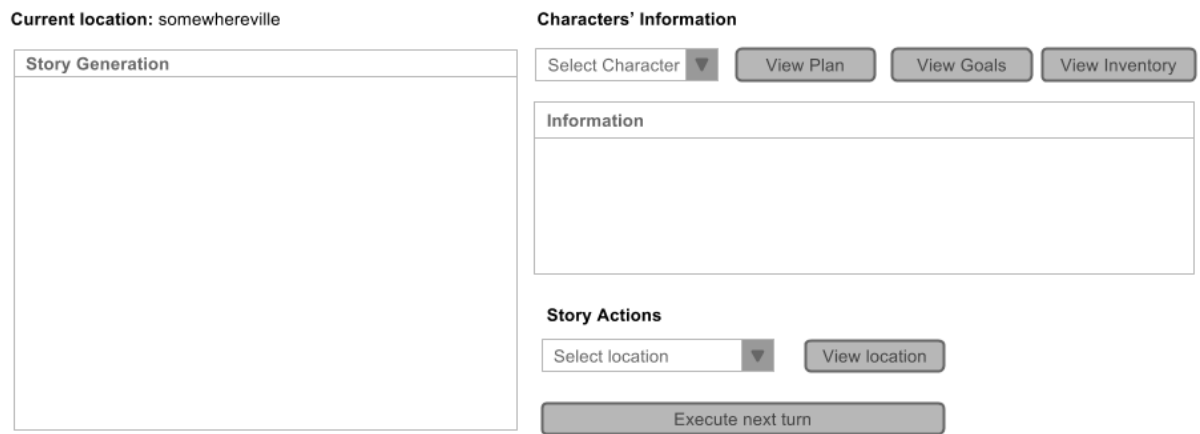 Current location: somewhereville
Story Generation
Characters’ Information
Select Character
View Plan
View Goals
View Inventory
Information
Story Actions
Select location
View location
Execute next turn